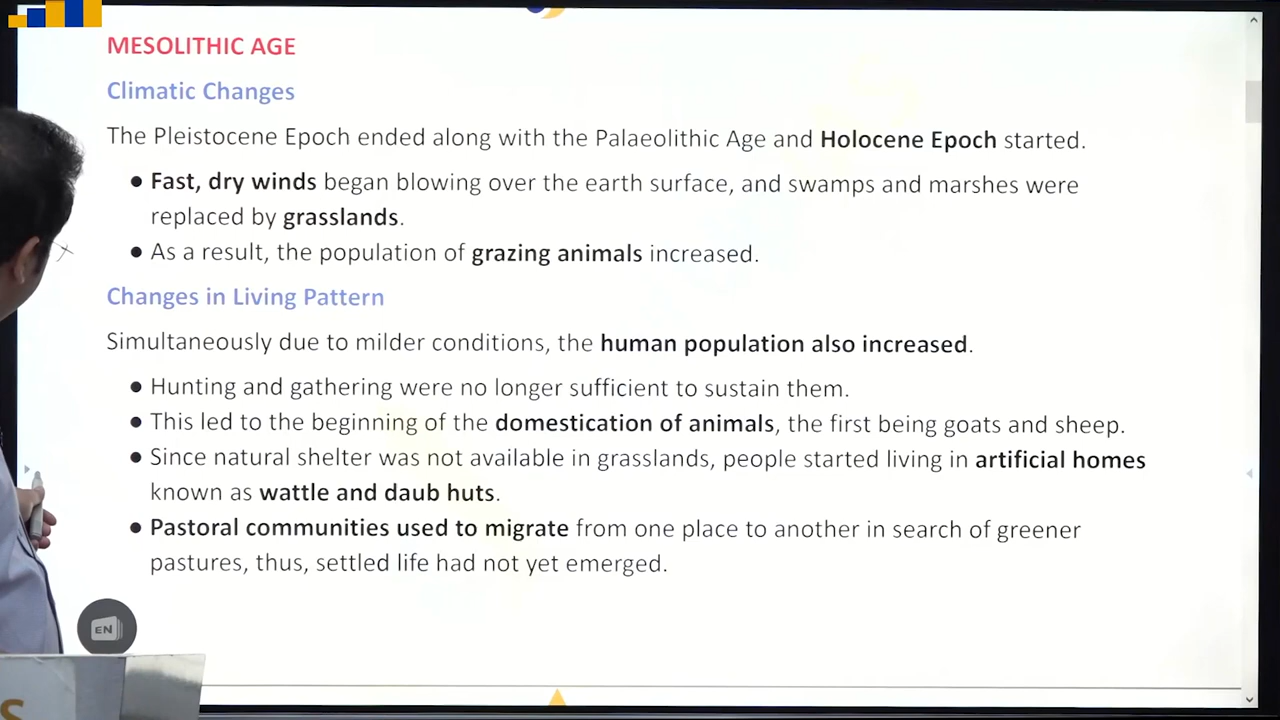 MESOLITHIC AGE
Climatic Changes
The Pleistocene Epoch ended along with the Palaeolithic Age and Holocene Epoch started.
● Fast, dry winds began blowing over the earth surface, and swamps and marshes were
replaced by grasslands.
● As a result, the population of grazing animals increased.
Changes in Living Pattern
Simultaneously due to milder conditions, the human population also increased.
● Hunting and gathering were no longer sufficient to sustain them.
● This led to the beginning of the domestication of animals, the first being goats and sheep.
● Since natural shelter was not available in grasslands, people started living in artificial homes
known as wattle and daub huts.
● Pastoral communities used to migrate from one place to another in search of greener
pastures, thus, settled life had not yet emerged.
EN
S